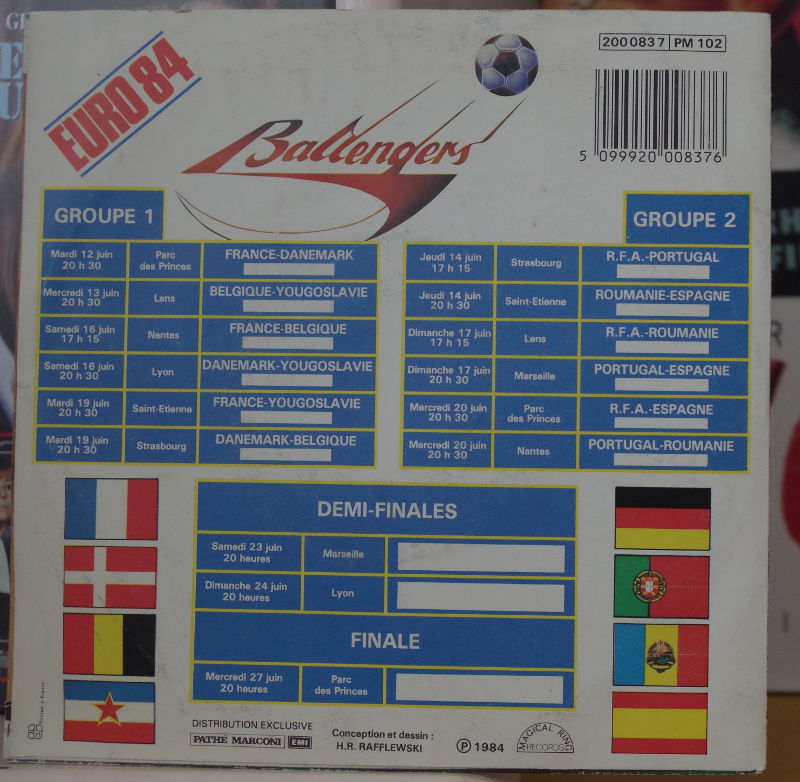 EURO 84
Ballengers
2000837 PM 102
5 099920 008376
GROUPE 1
Mardi 12 juin
20 h 30
Parc
des Princes
FRANCE-DANEMARK
Mercredi 13 juin
20 h 30
Lens
BELGIQUE-YOUGOSLAVIE
Samedi 16 juin
17 h 15
Nantes
FRANCE-BELGIQUE
Samedi 16 juin
20 h 30
Lyon
DANEMARK-YOUGOSLAVIE
Mardi 19 juin
20 h 30
Saint-Etienne
FRANCE-YOUGOSLAVIE
Mardi 19 juin
20 h 30
Strasbourg
DANEMARK-BELGIQUE
GROUPE 2
Jeudi 14 juin
17 h 15
Strasbourg
R.F.A.-PORTUGAL
Jeudi 14 juin
20 h 30
Saint-Etienne
ROUMANIE-ESPAGNE
Dimanche 17 juin
17 h 15
Lens
R.F.A.-ROUMANIE
Dimanche 17 juin
20 h 30
Marseille
PORTUGAL-ESPAGNE
Mercredi 20 juin
20 h 30
Parc
des Princes
R.F.A.-ESPAGNE
Mercredi 20 juin
20 h 30
Nantes
PORTUGAL-ROUMANIE
DEMI-FINALES
Samedi 23 juin
20 heures
Marseille
Dimanche 24 juin
20 heures
Lyon
FINALE
Mercredi 27 juin
20 heures
Parc
des Princes
Printed in France
DISTRIBUTION EXCLUSIVE
PATHE MARCONI EMI
Conception et dessin :
H.R. RAFFLEWSKI
℗ 1984
MAGICAL RING
RECORDS